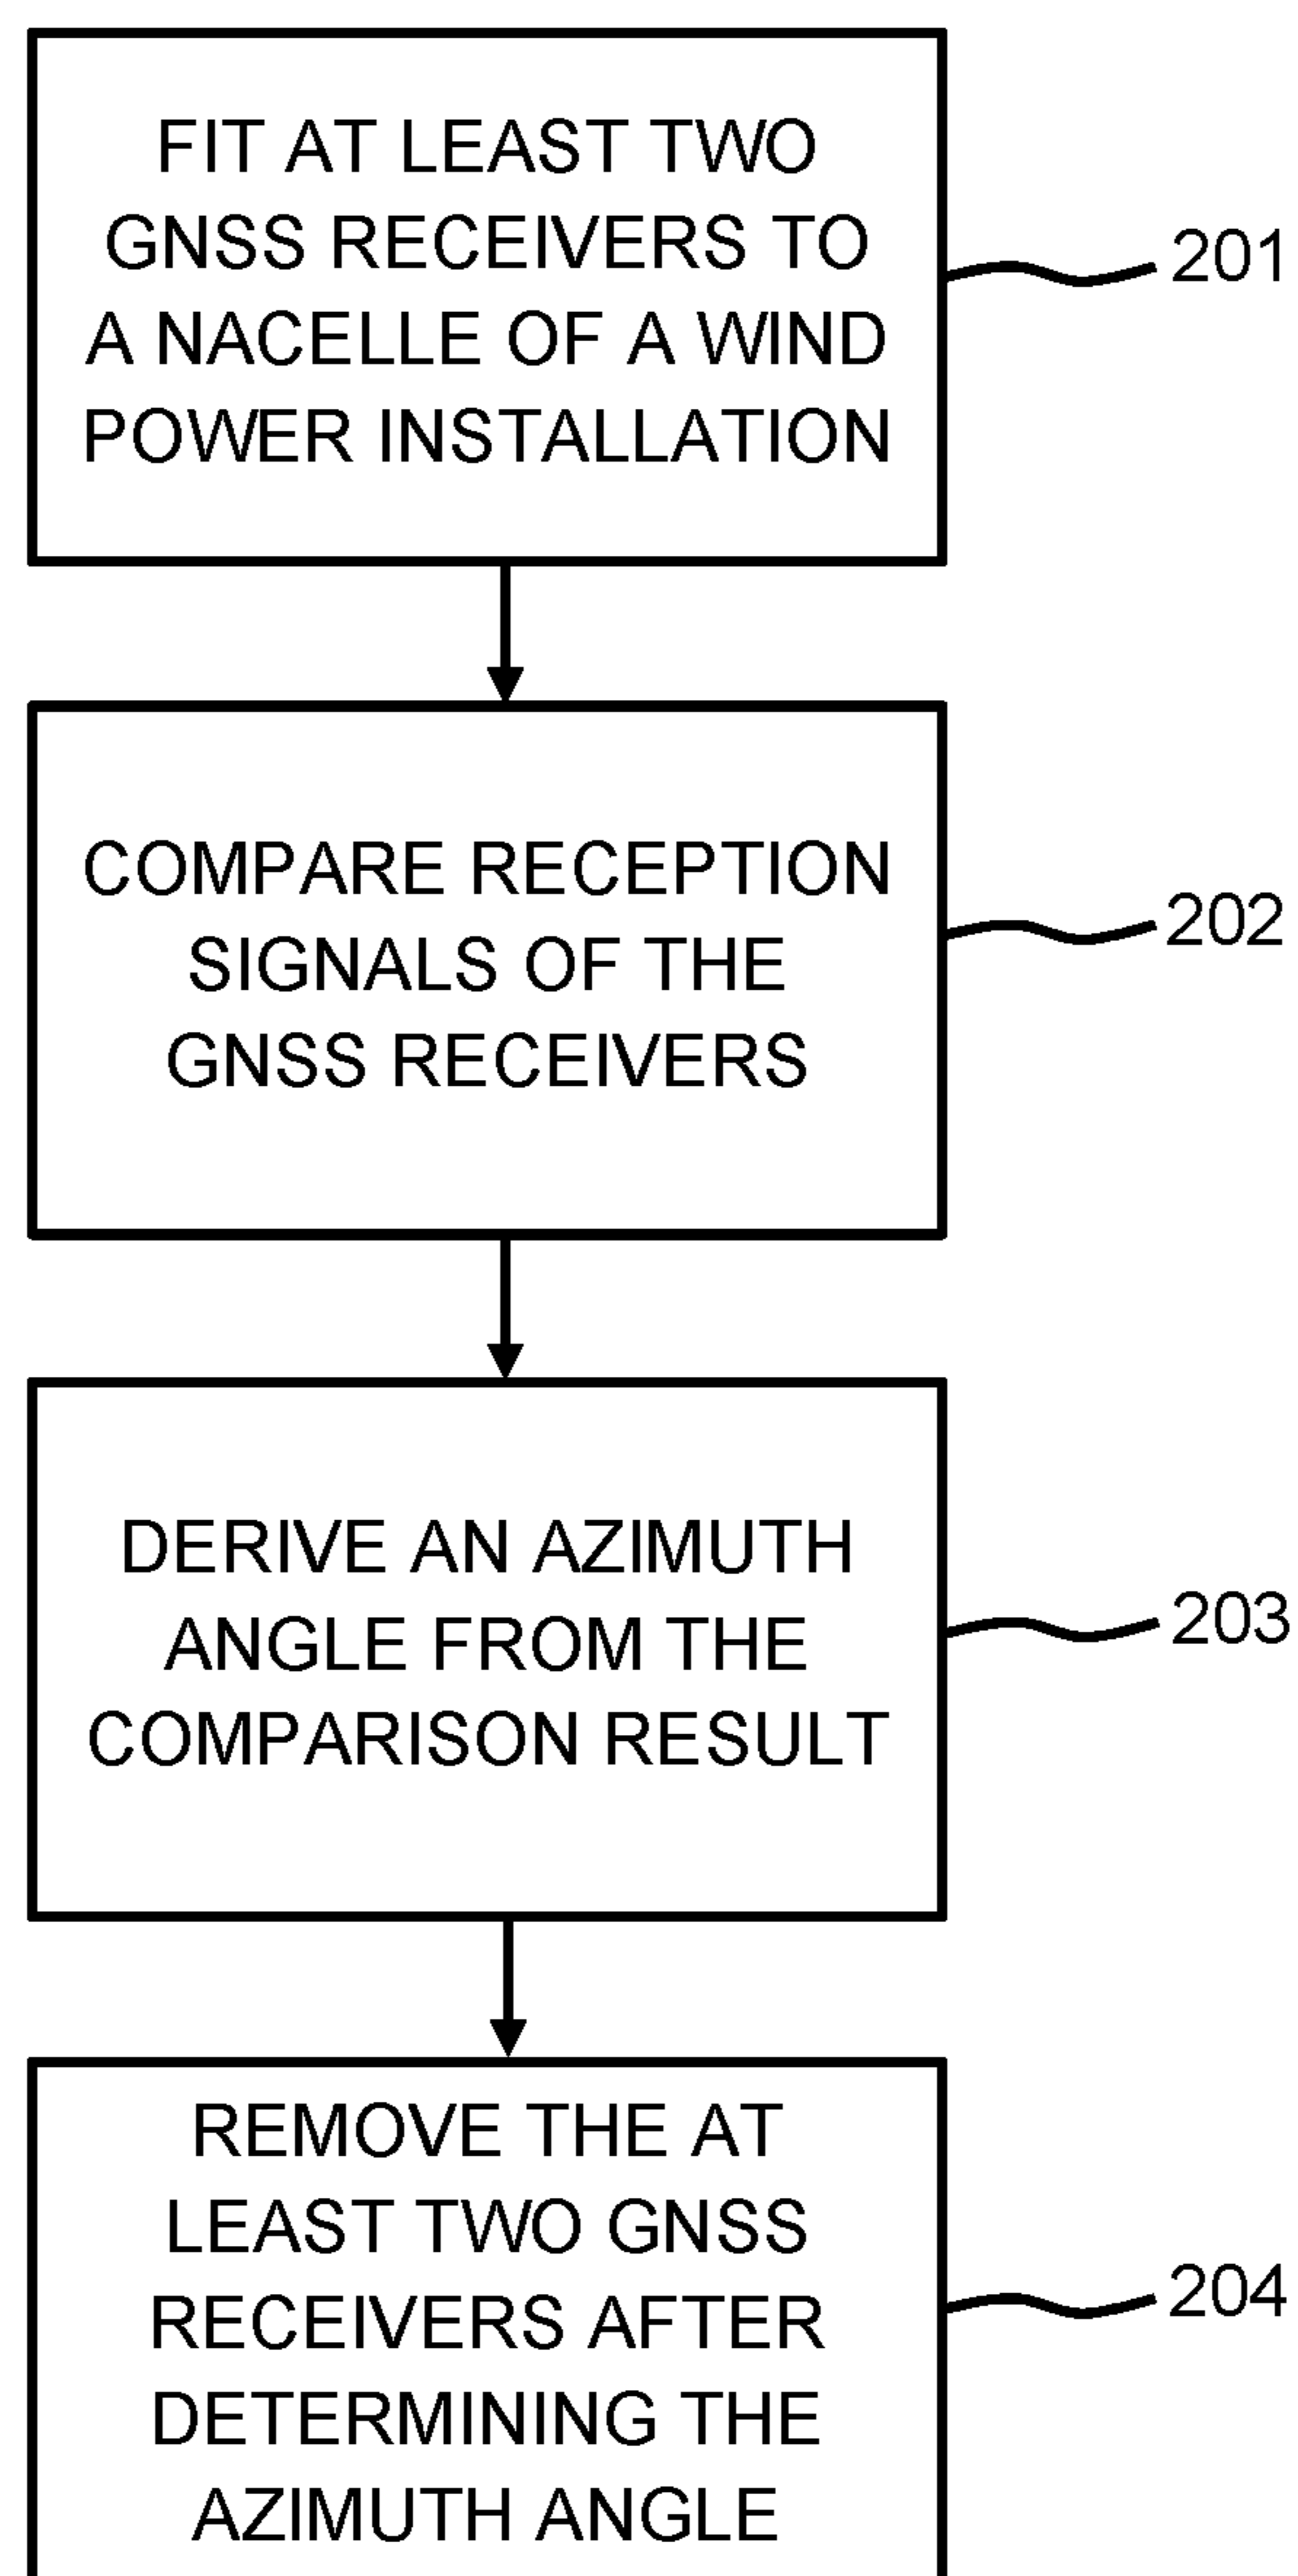 FIT AT LEAST TWO
GNSS RECEIVERS TO
A NACELLE OF A WIND
POWER INSTALLATION
201
COMPARE RECEPTION
SIGNALS OF THE
GNSS RECEIVERS
202
DERIVE AN AZIMUTH
ANGLE FROM THE
COMPARISON RESULT
203
REMOVE THE AT
LEAST TWO GNSS
RECEIVERS AFTER
DETERMINING THE
AZIMUTH ANGLE
204